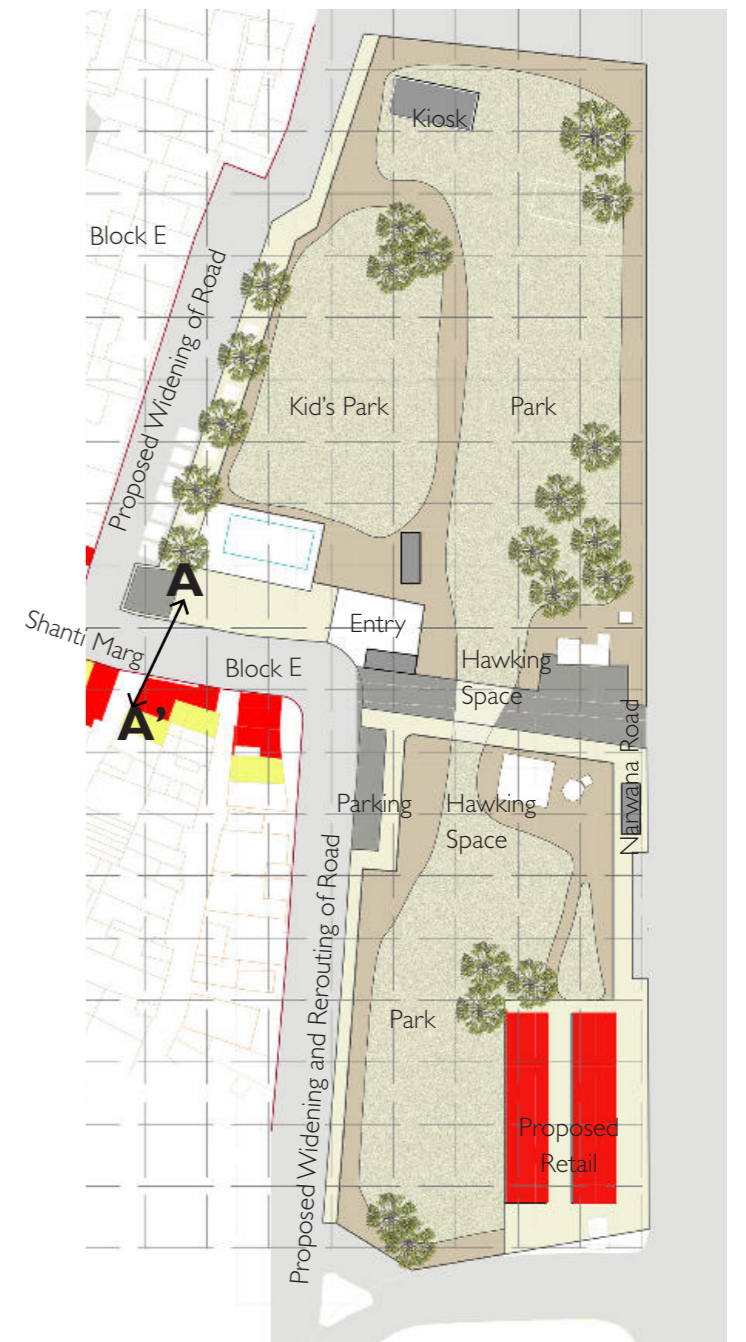 Kiosk
Block E
Proposed Widening of Road
Kid's Park
Park
A
Shanti Marg
Entry
Block E
Hawking
Space
A'
Narwana Road
Parking
Hawking
Space
Proposed Widening and Rerouting of Road
Park
Proposed
Retail